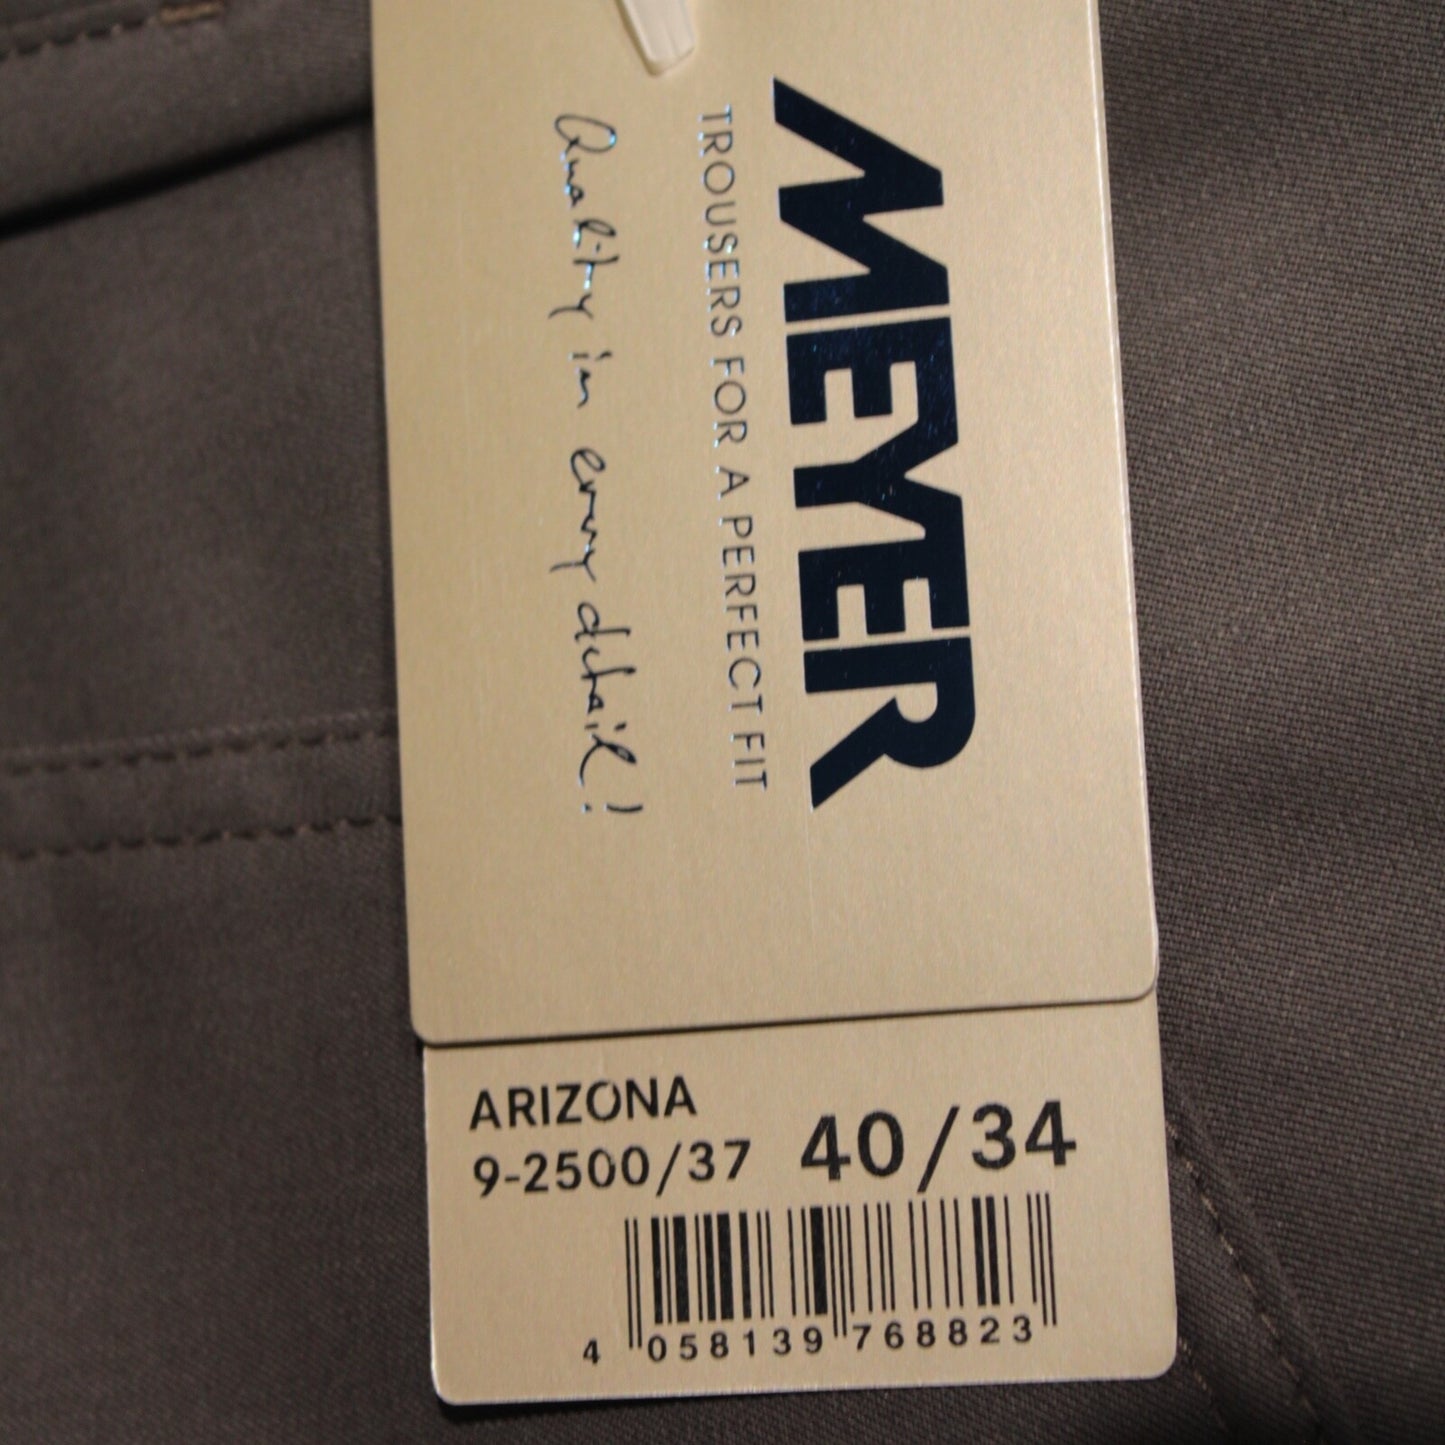 MEYER
TROUSERS FOR A PERFECT FIT
Quality in every detail!
ARIZONA
9-2500/37 40/34
4 058139 768823